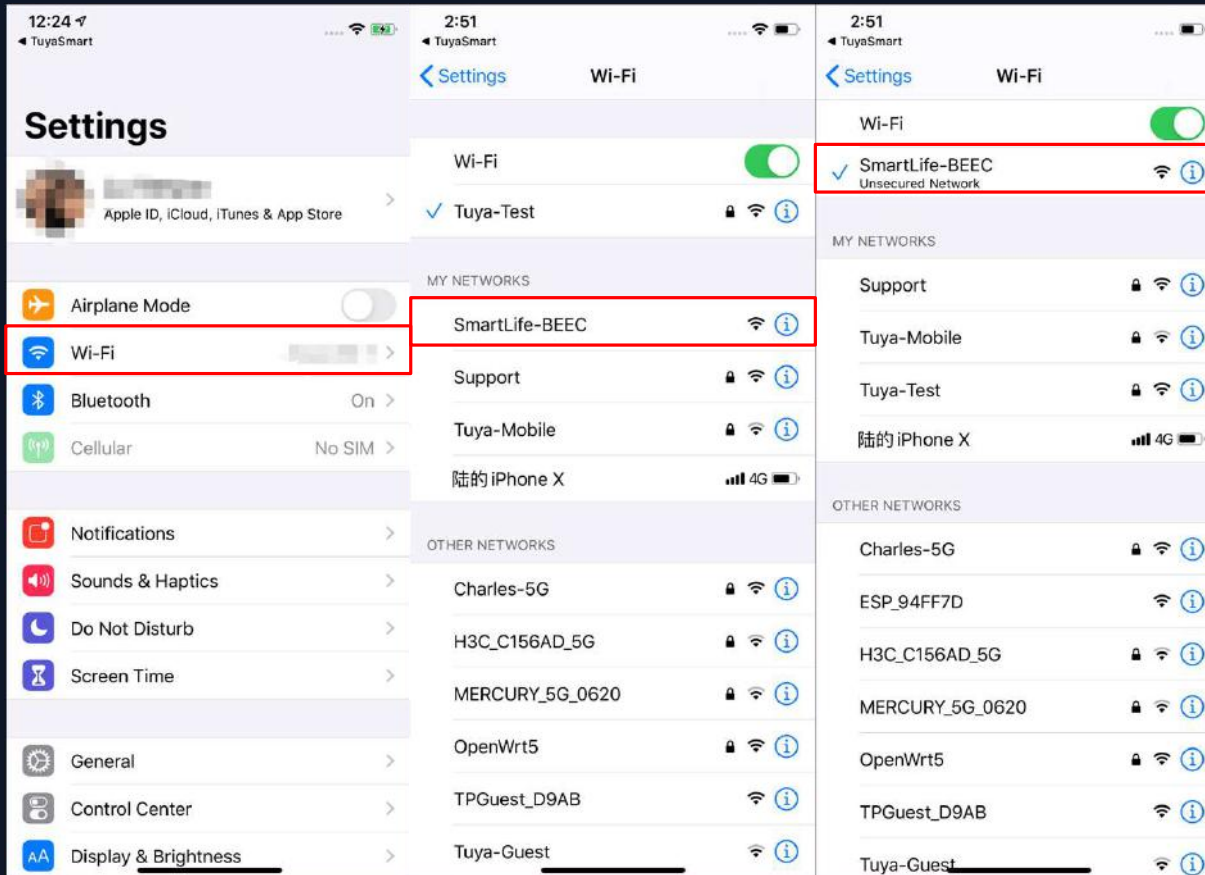 12:24
◀ TuyaSmart
Settings
Apple ID, iCloud, iTunes & App Store
Airplane Mode
Wi-Fi
Bluetooth On
Cellular No SIM
Notifications
Sounds & Haptics
Do Not Disturb
Screen Time
General
Control Center
AA Display & Brightness
2:51
◀ TuyaSmart
Settings Wi-Fi
Wi-Fi
Tuya-Test
MY NETWORKS
SmartLife-BEEC
Support
Tuya-Mobile
陆的 iPhone X 4G
OTHER NETWORKS
Charles-5G
H3C_C156AD_5G
MERCURY_5G_0620
OpenWrt5
TPGuest_D9AB
Tuya-Guest
2:51
◀ TuyaSmart
Settings Wi-Fi
Wi-Fi
SmartLife-BEEC
Unsecured Network
MY NETWORKS
Support
Tuya-Mobile
Tuya-Test
陆的 iPhone X 4G
OTHER NETWORKS
Charles-5G
ESP_94FF7D
H3C_C156AD_5G
MERCURY_5G_0620
OpenWrt5
TPGuest_D9AB
Tuya-Guest